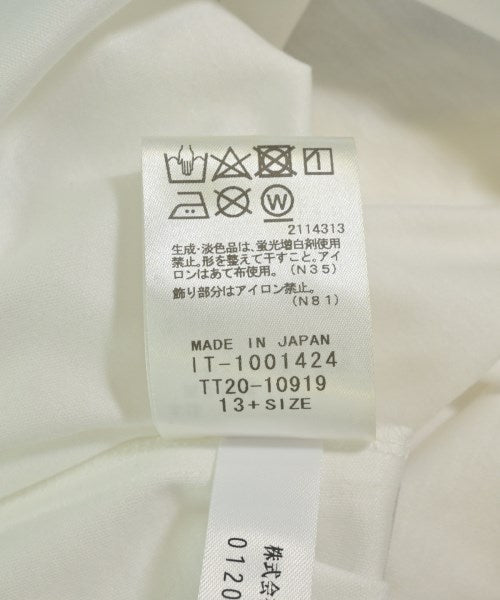 W
2114313
生成・淡色品は、蛍光増白剤使用
禁止。形を整えて干すこと。アイ
ロンはあて布使用。（N35）
飾り部分はアイロン禁止。
（N81）
MADE IN JAPAN
IT-1001424
TT20-10919
13+SIZE
株式会
0120